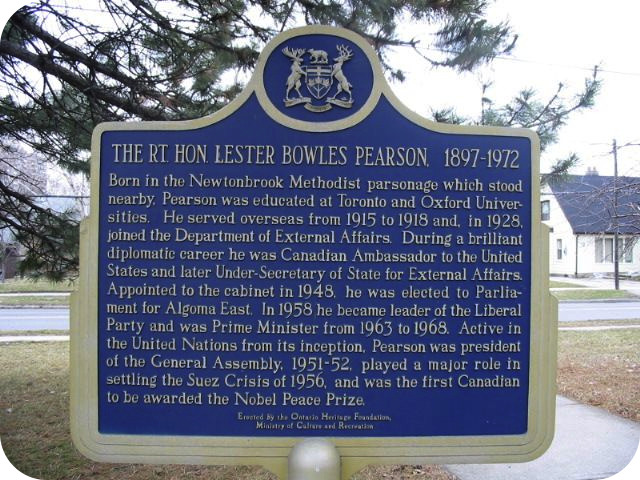 THE RT. HON. LESTER BOWLES PEARSON, 1897-1972
Born in the Newtonbrook Methodist parsonage which stood
nearby, Pearson was educated at Toronto and Oxford Univer-
sities. He served overseas from 1915 to 1918 and, in 1928,
joined the Department of External Affairs. During a brilliant
diplomatic career he was Canadian Ambassador to the United
States and later Under-Secretary of State for External Affairs.
Appointed to the cabinet in 1948, he was elected to Parlia-
ment for Algoma East. In 1958 he became leader of the Liberal
Party and was Prime Minister from 1963 to 1968. Active in
the United Nations from its inception, Pearson was president
of the General Assembly, 1951-52, played a major role in
settling the Suez Crisis of 1956, and was the first Canadian
to be awarded the Nobel Peace Prize.
Erected by the Ontario Heritage Foundation,
Ministry of Culture and Recreation